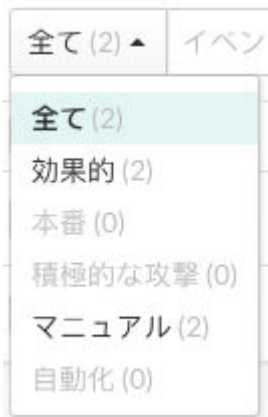 全て (2) ▲ イベン
全て (2)
効果的 (2)
本番 (0)
積極的な攻撃 (0)
マニュアル (2)
自動化 (0)